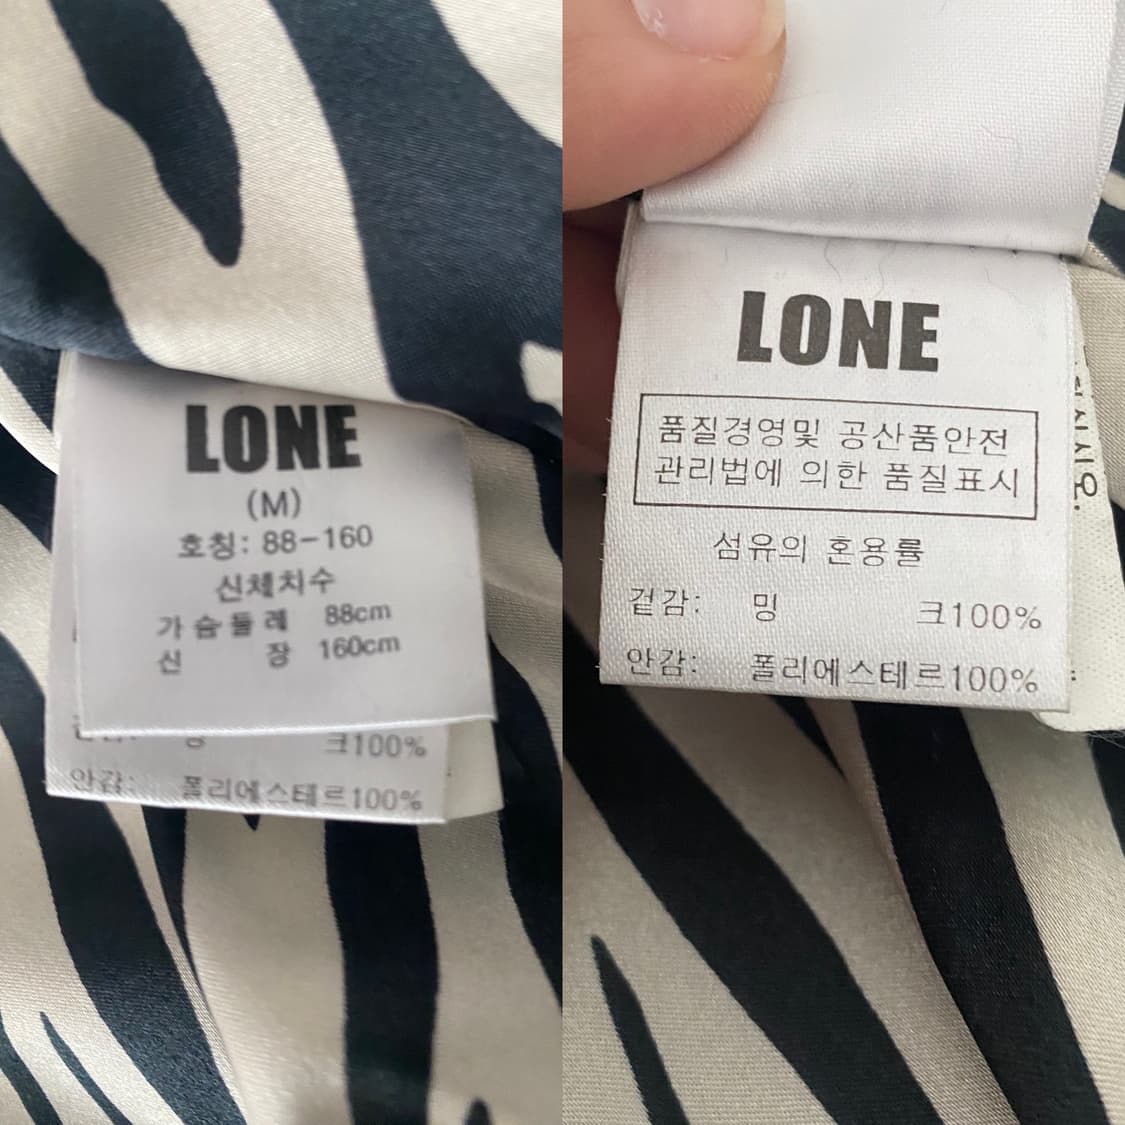 LONE
(M)
호칭: 88-160
신체치수
가슴둘레 88cm
신 장 160cm
크100%
안감: 폴리에스테르100%
LONE
품질경영및 공산품안전
관리법에 의한 품질표시
섬유의 혼용률
겉감: 밍 크100%
안감: 폴리에스테르100%